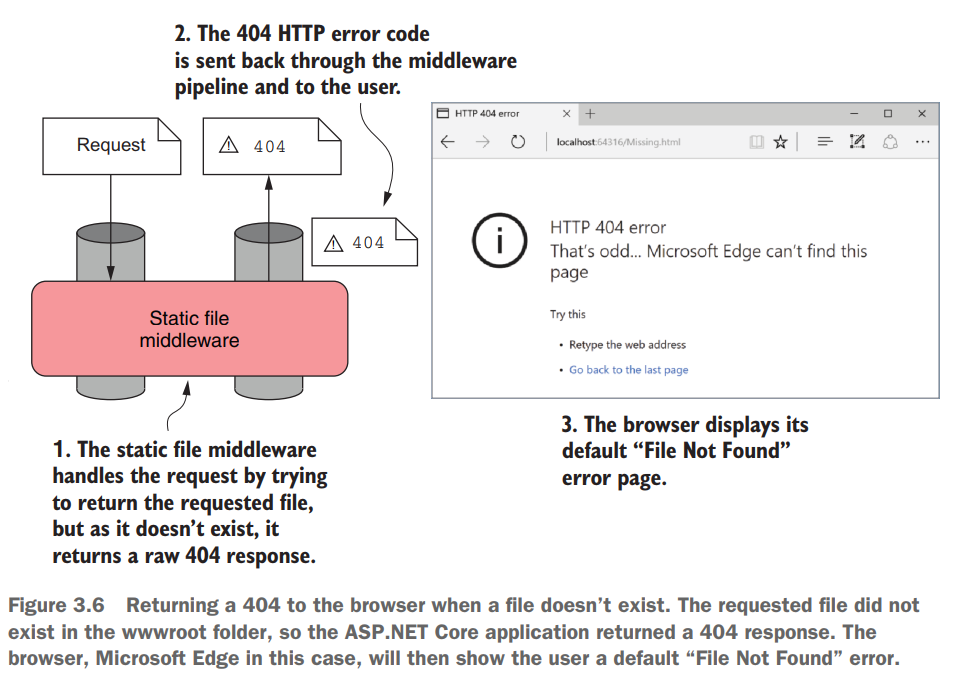 2. The 404 HTTP error code
is sent back through the middleware
pipeline and to the user.
Request
404
404
Static file
middleware
1. The static file middleware
handles the request by trying
to return the requested file,
but as it doesn’t exist, it
returns a raw 404 response.
HTTP 404 error
localhost:64316/Missing.html
HTTP 404 error
That’s odd... Microsoft Edge can’t find this
page
Try this
• Retype the web address
• Go back to the last page
3. The browser displays its
default “File Not Found”
error page.
Figure 3.6 Returning a 404 to the browser when a file doesn’t exist. The requested file did not
exist in the wwwroot folder, so the ASP.NET Core application returned a 404 response. The
browser, Microsoft Edge in this case, will then show the user a default “File Not Found” error.